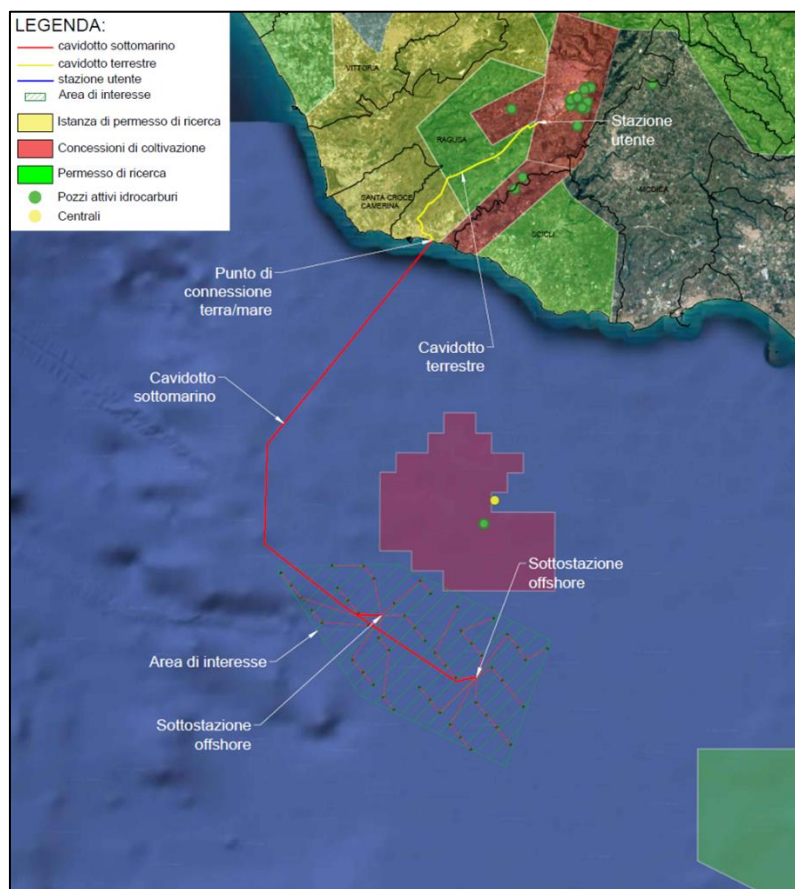 LEGENDA:
cavidotto sottomarino
cavidotto terrestre
stazione utente
Area di interesse
Istanza di permesso di ricerca
Concessioni di coltivazione
Permesso di ricerca
Pozzi attivi idrocarburi
Centrali
VITTORIA
RAGUSA
Stazione
utente
SANTA CROCE
CAMERINA
MODICA
SCICLI
Punto di
connessione
terra/mare
Cavidotto
terrestre
Cavidotto
sottomarino
Sottostazione
offshore
Area di interesse
Sottostazione
offshore